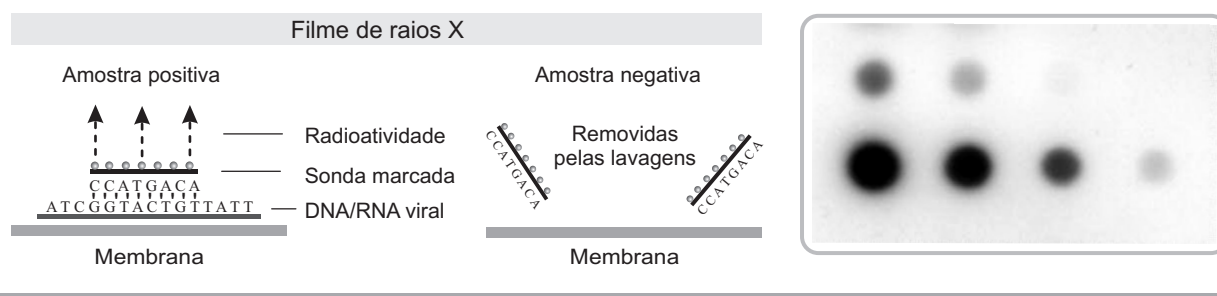 Filme de raios X
Amostra positiva
Radioatividade
Sonda marcada
CCATGACA
ATCGGTACTGTTATT
DNA/RNA viral
Membrana
Amostra negativa
Removidas
pelas lavagens
CCATGACA
CCATGACA
Membrana